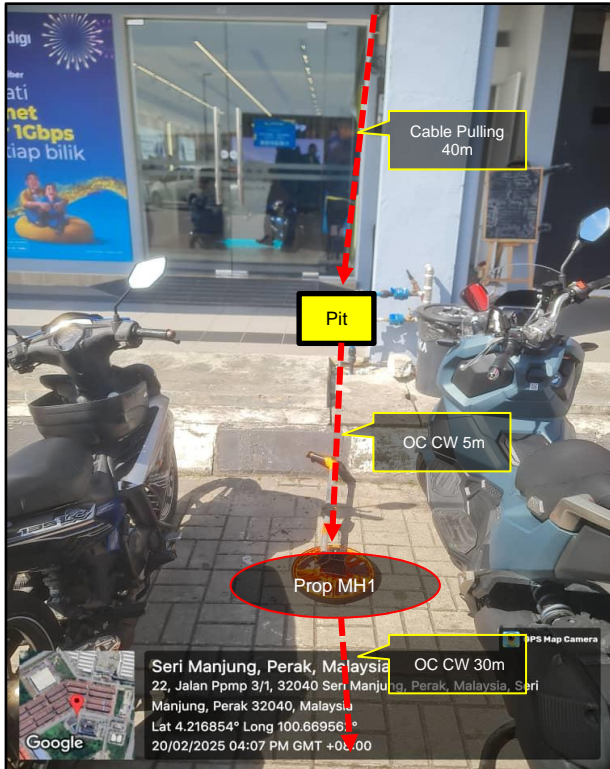 digi
iber
ati
net
1Gbps
tiap bilik
Cable Pulling
40m
Pit
OC CW 5m
Prop MH1
OC CW 30m
GPS Map Camera
Seri Manjung, Perak, Malaysia
22, Jalan Ppmp 3/1, 32040 Seri Manjung, Perak, Malaysia, Seri
Manjung, Perak 32040, Malaysia
Lat 4.216854° Long 100.669562°
20/02/2025 04:07 PM GMT +08:00
Google